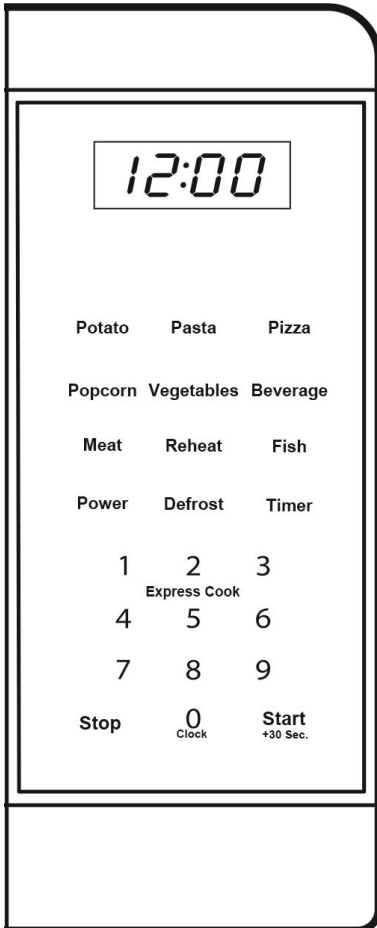 12:00
Potato Pasta Pizza
Popcorn Vegetables Beverage
Meat Reheat Fish
Power Defrost Timer
1 2 3
Express Cook
4 5 6
7 8 9
Stop 0 Start
Clock +30 Sec.